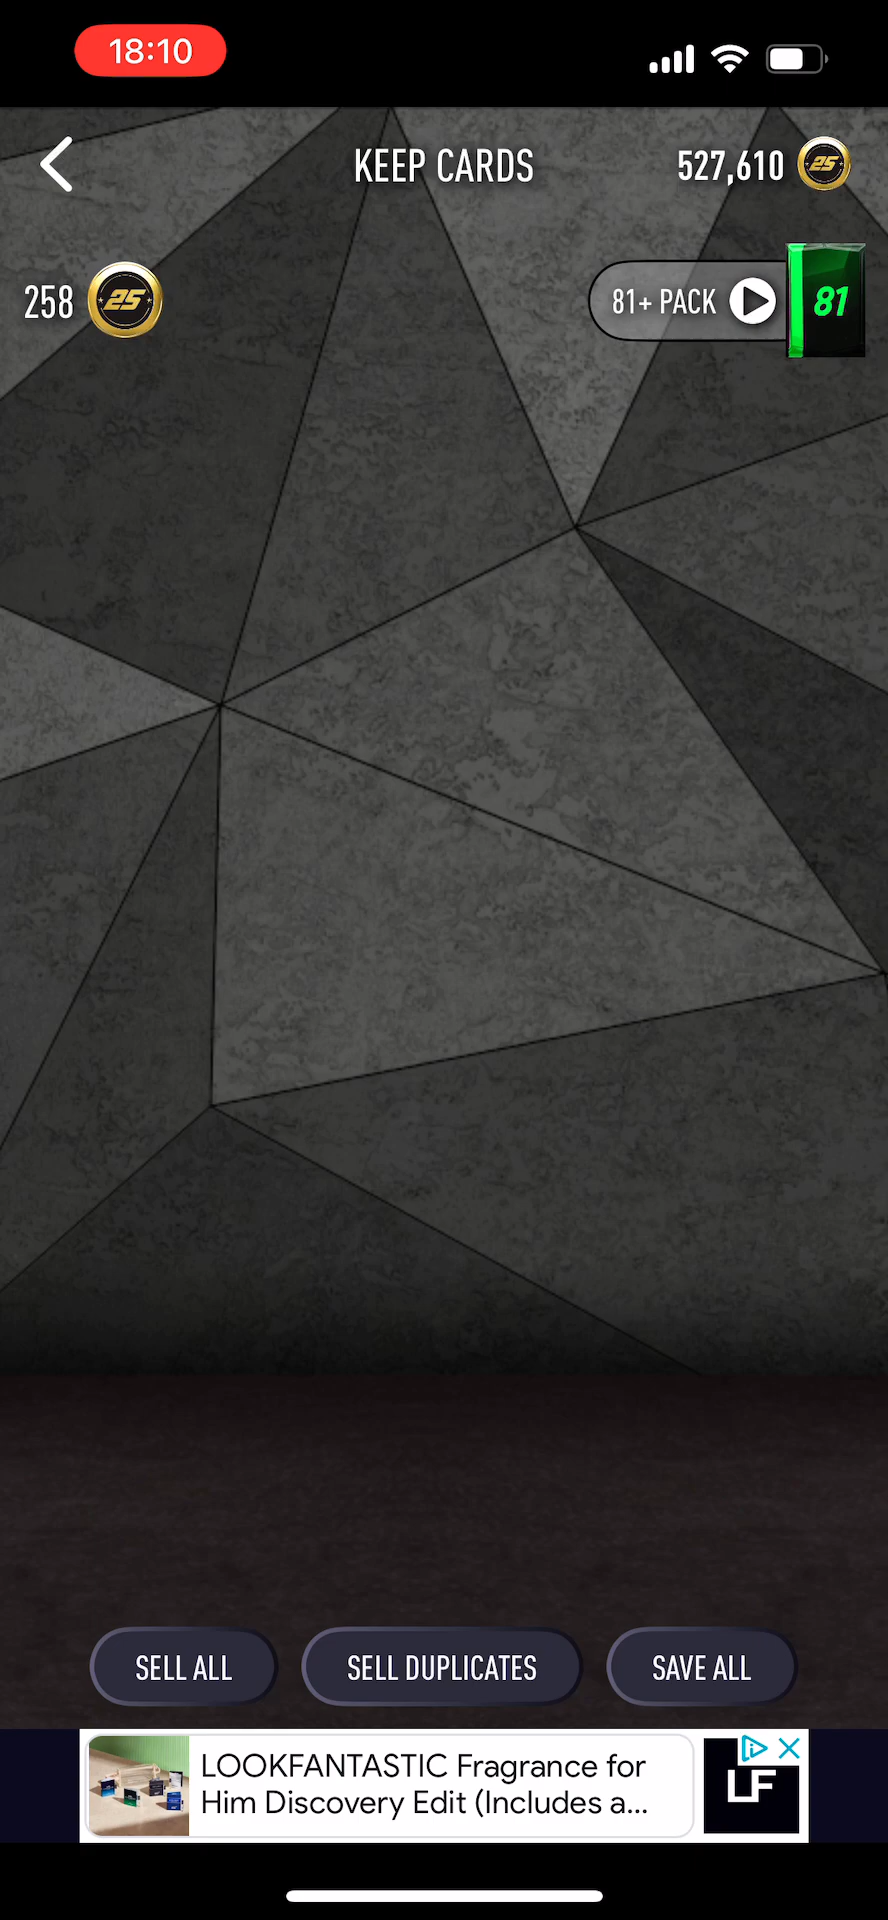 18:10
KEEP CARDS
527,610
25
258
25
81+ PACK
81
SELL ALL
SELL DUPLICATES
SAVE ALL
LOOKFANTASTIC Fragrance for
Him Discovery Edit (Includes a...
LF